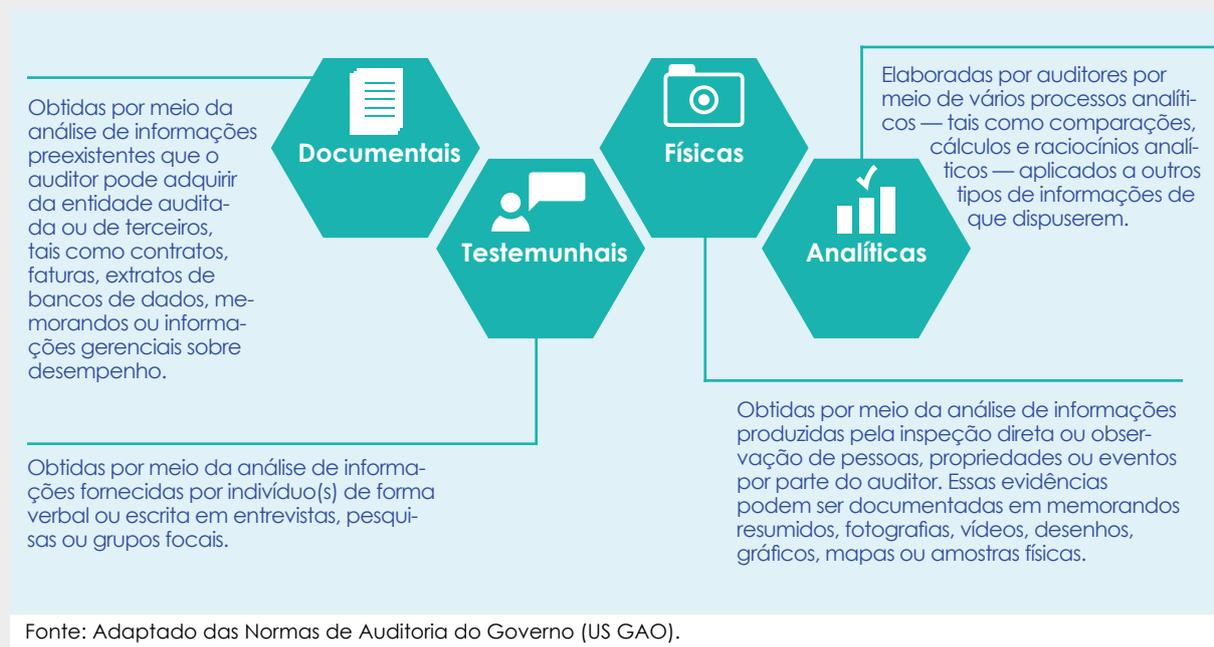 Documentais
Obtidas por meio da
análise de informações
preexistentes que o
auditor pode adquirir
da entidade audita-
da ou de terceiros,
tais como contratos,
faturas, extratos de
bancos de dados, me-
morandos ou informa-
ções gerenciais sobre
desempenho.
Testemunhais
Obtidas por meio da análise de informa-
ções fornecidas por indivíduo(s) de forma
verbal ou escrita em entrevistas, pesqui-
sas ou grupos focais.
Físicas
Obtidas por meio da análise de informações
produzidas pela inspeção direta ou obser-
vação de pessoas, propriedades ou eventos
por parte do auditor. Essas evidências
podem ser documentadas em memorandos
resumidos, fotografias, vídeos, desenhos,
gráficos, mapas ou amostras físicas.
Analíticas
Elaboradas por auditores por
meio de vários processos analíti-
cos — tais como comparações,
cálculos e raciocínios analí-
ticos — aplicados a outros
tipos de informações de
que dispuserem.
Fonte: Adaptado das Normas de Auditoria do Governo (US GAO).